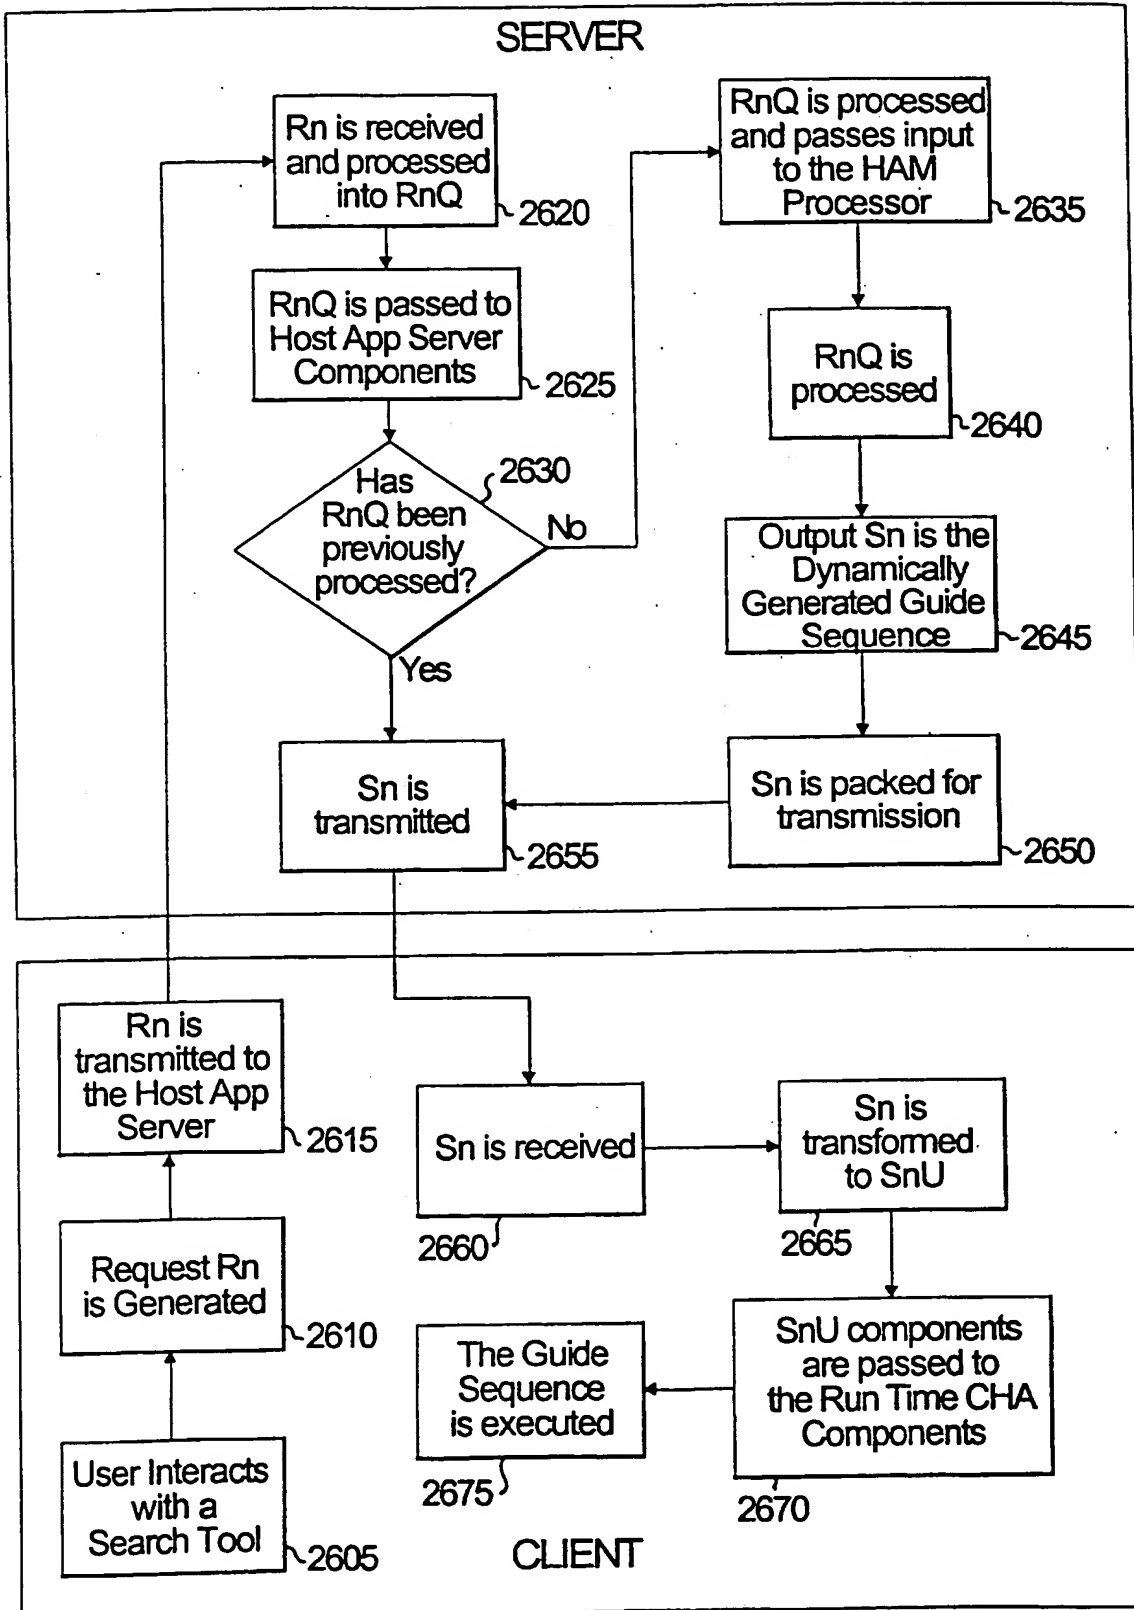 SERVER
Rn is received
and processed
into RnQ
2620
RnQ is passed to
Host App Server
Components
2625
Has
RnQ been
previously
processed?
2630
No
Yes
RnQ is processed
and passes input
to the HAM
Processor
2635
RnQ is
processed
2640
Output Sn is the
Dynamically
Generated Guide
Sequence
2645
Sn is packed for
transmission
2650
Sn is
transmitted
2655
Rn is
transmitted to
the Host App
Server
2615
Request Rn
is Generated
2610
User Interacts
with a
Search Tool
2605
Sn is received
2660
Sn is
transformed
to SnU
2665
SnU components
are passed to
the Run Time CHA
Components
2670
The Guide
Sequence
is executed
2675
CLIENT